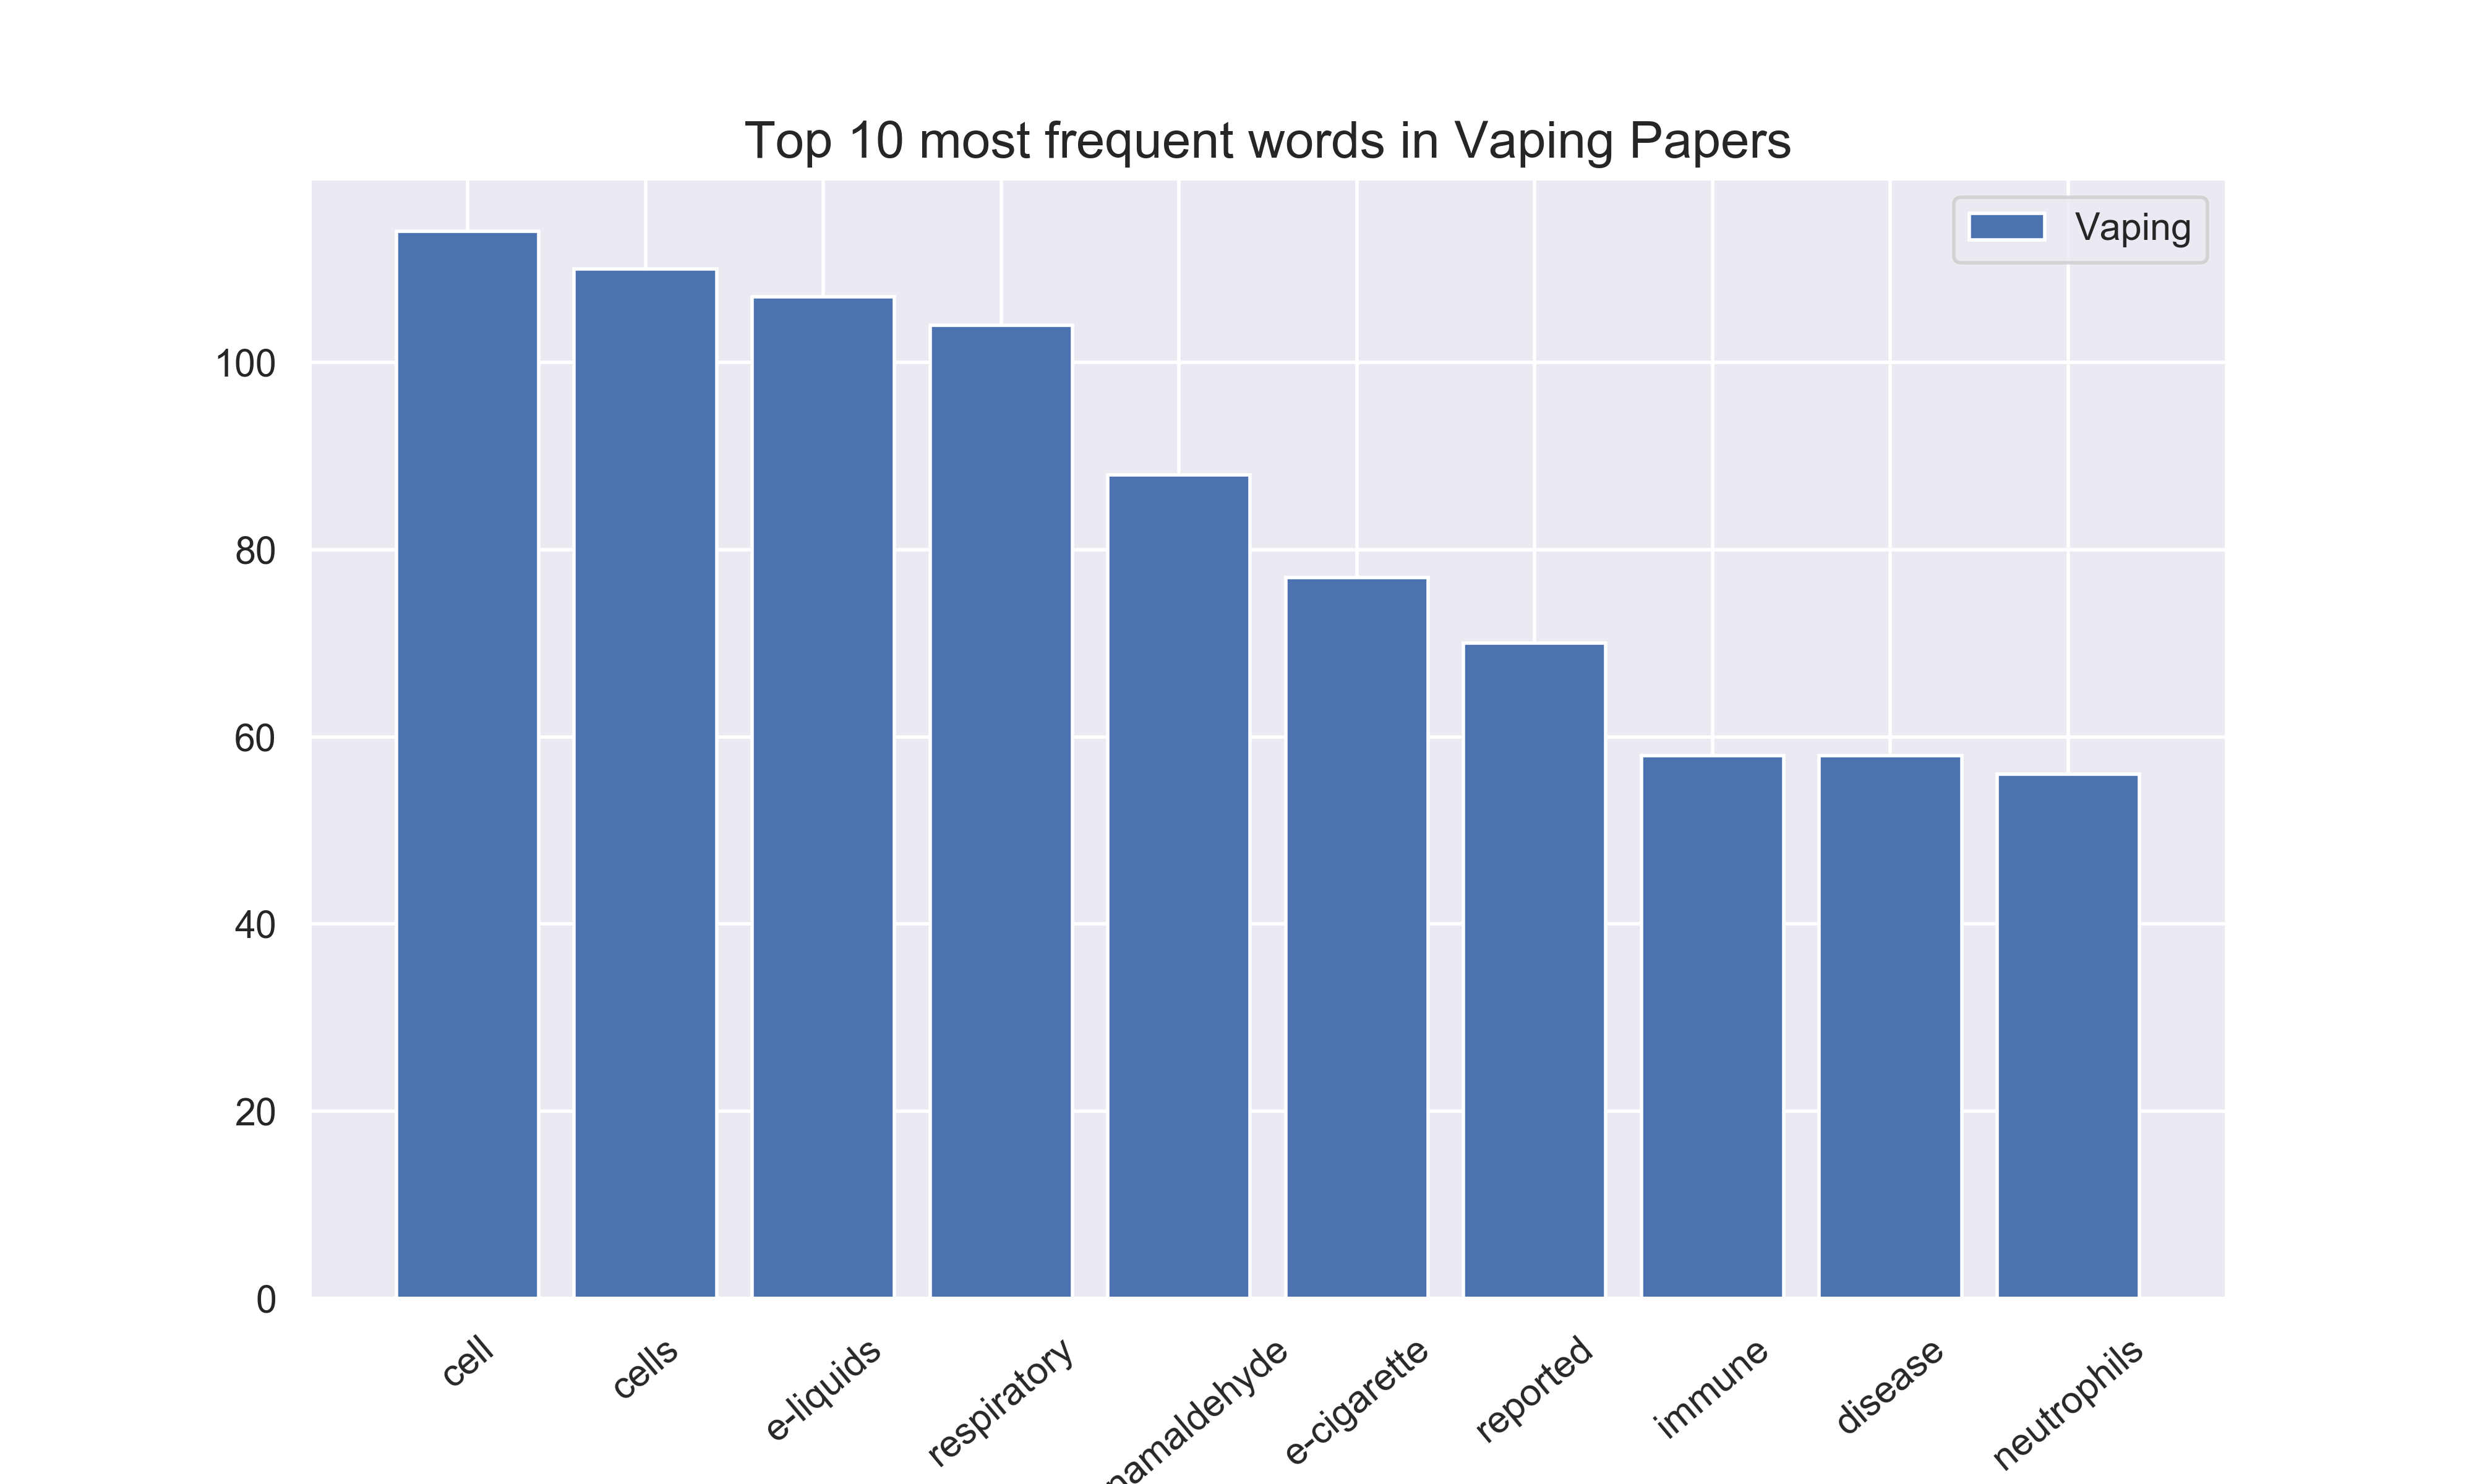 Top 10 most frequent words in Vaping Papers
Vaping
100
80
60
40
20
0
cell
cells
e-liquids
respiratory
e-cigarette
reported
immune
disease
neutrophils